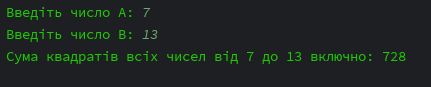 Введіть число A: 7
Введіть число B: 13
Сума квадратів всіх чисел від 7 до 13 включно: 728